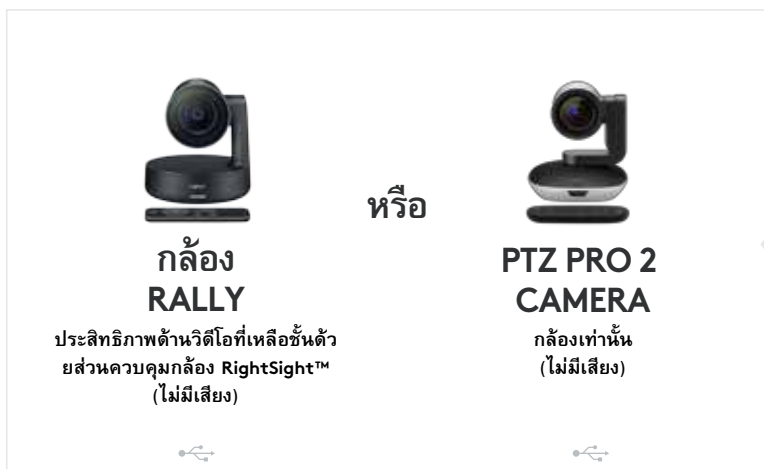 หรือ
กล้อง
RALLY
ประสิทธิภาพด้านวิดีโอที่เหลือชั้นด้ว
ยส่วนควบคุมกล้อง RightSight™
(ไม่มีเสียง)
PTZ PRO 2
CAMERA
กล้องเท่านั้น
(ไม่มีเสียง)